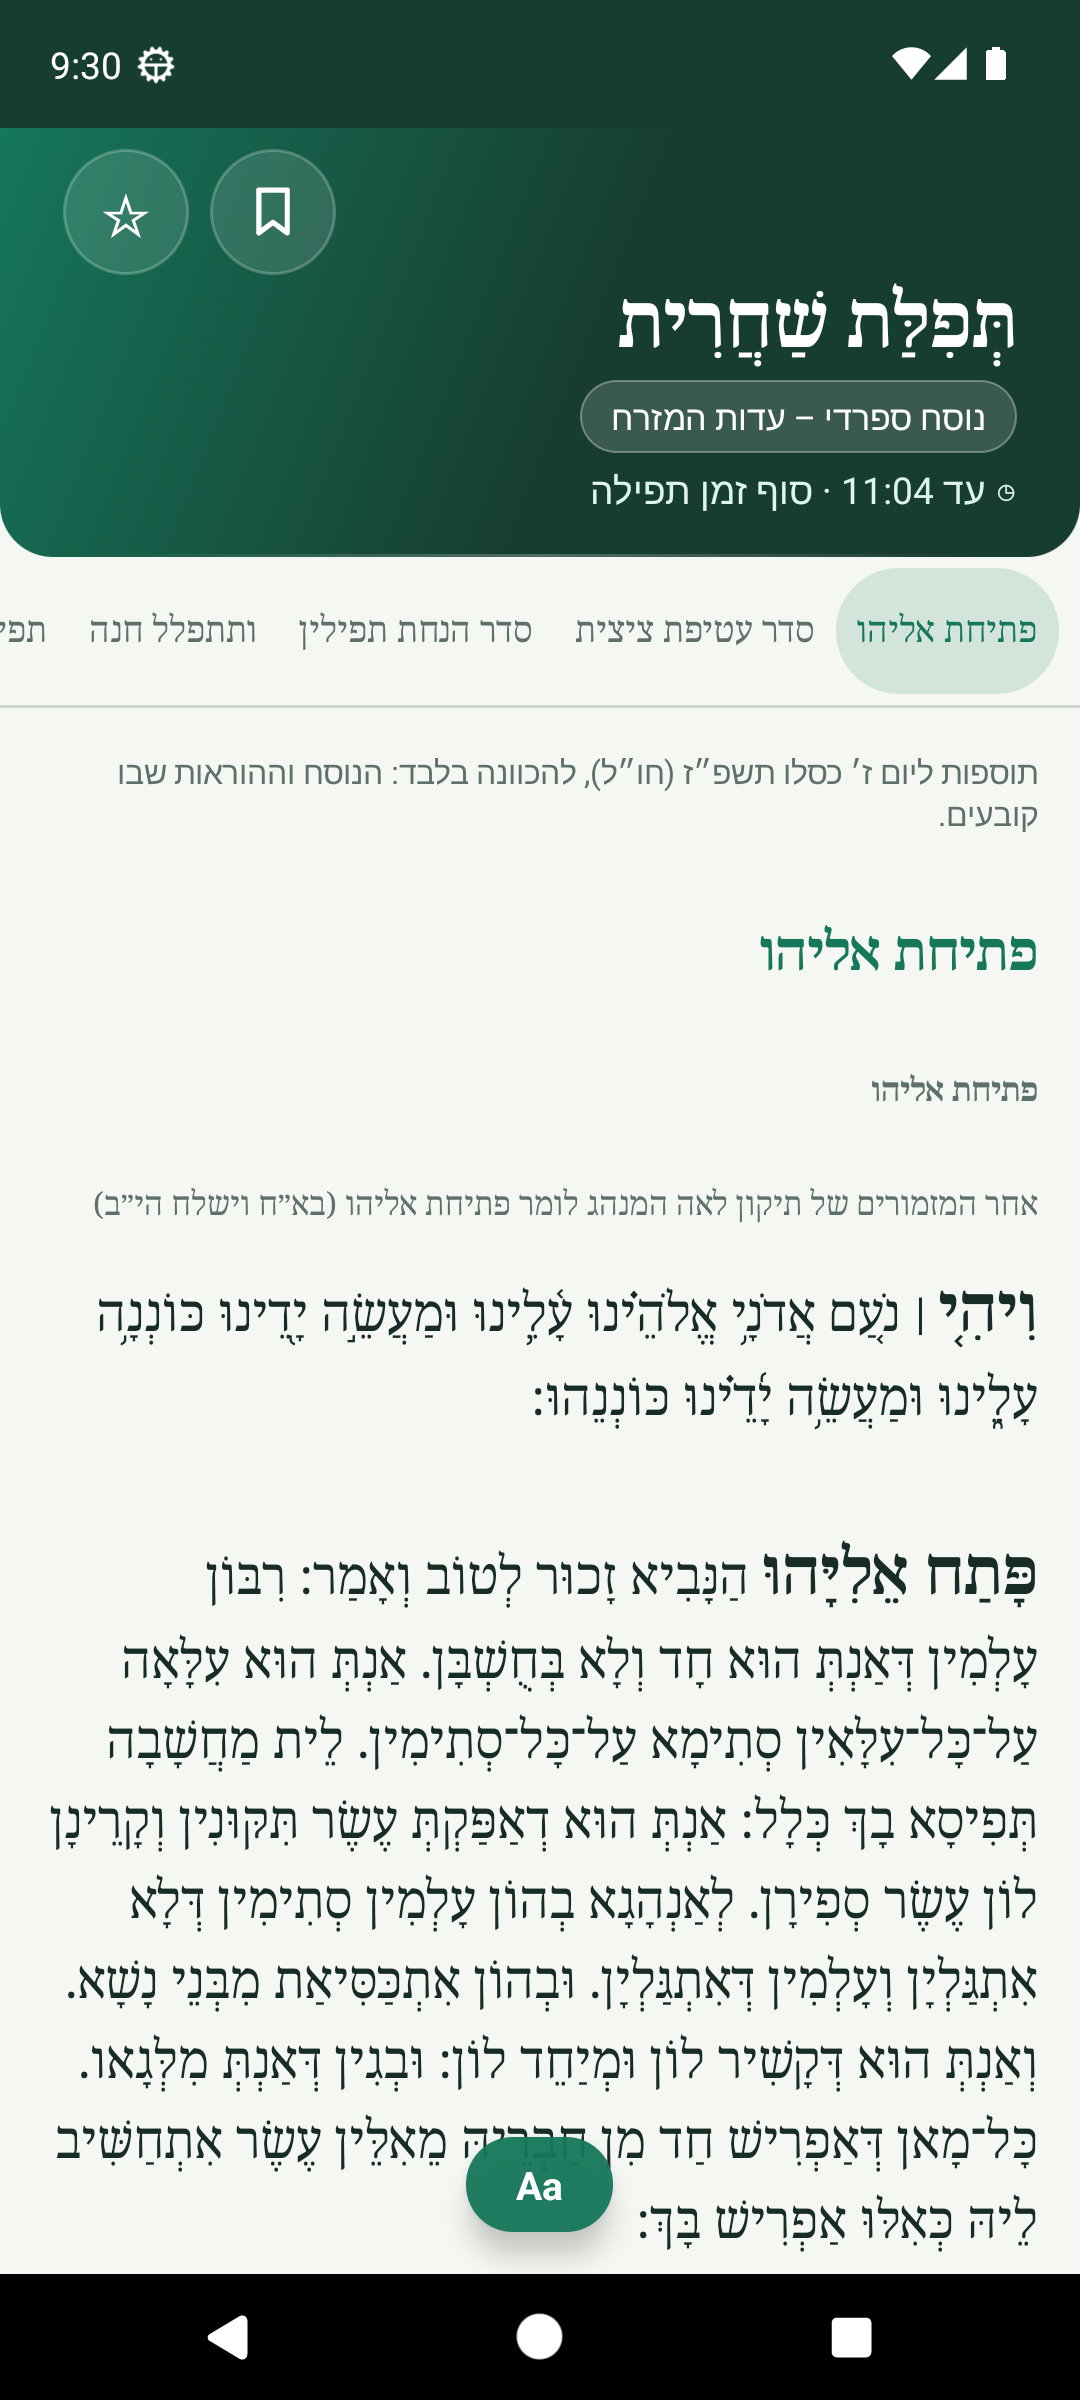 9:30
תְּפִלַּת שַׁחֲרִית
נוסח ספרדי – עדות המזרח
עד 11:04 · סוף זמן תפילה
פתיחת אליהו סדר עטיפת ציצית סדר הנחת תפילין ותתפלל חנה תפי
תוספות ליום ז׳ כסלו תשפ״ז (חו״ל), להכוונה בלבד: הנוסח וההוראות שבו
קובעים.
פתיחת אליהו
פתיחת אליהו
אחר המזמורים של תיקון לאה המנהג לומר פתיחת אליהו (בא״ח וישלח הי״ב)
וִיהִ֤י ׀ נֹ֤עַם אֲדֹנָ֥י אֱלֹהֵ֗ינוּ עָ֫לֵ֥ינוּ וּמַעֲשֵׂ֣ה יָ֭דֵינוּ כּוֹנְנָ֥ה
עָלֵ֑ינוּ וּמַעֲשֵׂ֥ה יָ֝דֵ֗ינוּ כּוֹנְנֵהוּ:
פָּתַח אֵלִיָּהוּ הַנָּבִיא זָכוּר לְטוֹב וְאָמַר: רִבּוֹן
עָלְמִין דְּאַנְתְּ הוּא חָד וְלָא בְּחֻשְׁבָּן. אַנְתְּ הוּא עִלָּאָה
עַל־כָּל־עִלָּאִין סְתִימָא עַל־כָּל־סְתִימִין. לֵית מַחֲשָׁבָה
תְּפִיסָא בָךְ כְּלָל: אַנְתְּ הוּא דְאַפַּקְתְּ עֶשֶׂר תִּקּוּנִין וְקָרֵינָן
לוֹן עֶשֶׂר סְפִירָן. לְאַנְהָגָא בְהוֹן עָלְמִין סְתִימִין דְּלָא
אִתְגַּלְיָן וְעָלְמִין דְּאִתְגַּלְיָן. וּבְהוֹן אִתְכַּסִּיאַת מִבְּנֵי נָשָׁא.
וְאַנְתְּ הוּא דְּקָשִׁיר לוֹן וּמְיַחֵד לוֹן: וּבְגִין דְּאַנְתְּ מִלְּגָאו.
כָּל־מָאן דְּאַפְרִישׁ חַד מִן חַבְרֵיהּ מֵאִלֵּין עֶשֶׂר אִתְחַשִּׁיב
לֵיהּ כְּאִלּוּ אַפְרִישׁ בָּךְ:
Aa